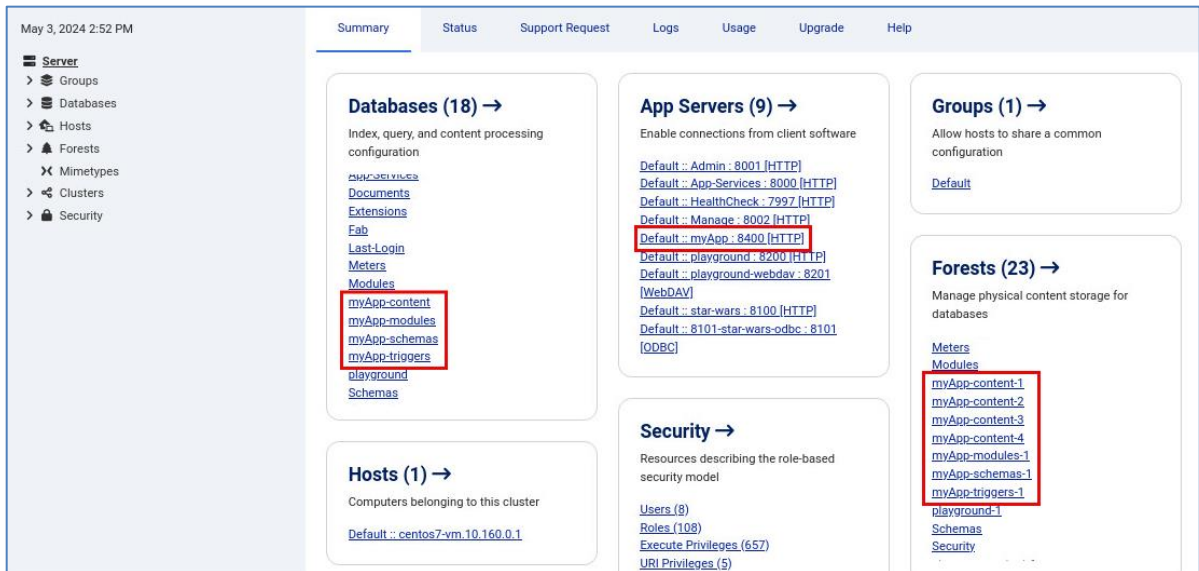 May 3, 2024 2:52 PM
Server
Groups
Databases
Hosts
Forests
Mimetypes
Clusters
Security
Summary
Status
Support Request
Logs
Usage
Upgrade
Help
Databases (18) →
Index, query, and content processing
configuration
App-Services
Documents
Extensions
Fab
Last-Login
Meters
Modules
myApp-content
myApp-modules
myApp-schemas
myApp-triggers
playground
Schemas
Hosts (1) →
Computers belonging to this cluster
Default :: centos7-vm.10.160.0.1
App Servers (9) →
Enable connections from client software
Default :: Admin : 8001 [HTTP]
Default :: App-Services : 8000 [HTTP]
Default :: HealthCheck : 7997 [HTTP]
Default :: Manage : 8002 [HTTP]
Default :: myApp : 8400 [HTTP]
Default :: playground : 8200 [HTTP]
Default :: playground-webdav : 8201
[WebDAV]
Default :: star-wars : 8100 [HTTP]
Default :: 8101-star-wars-odbc : 8101
[ODBC]
Security →
Resources describing the role-based
security model
Users (8)
Roles (108)
Execute Privileges (657)
URI Privileges (5)
Groups (1) →
Allow hosts to share a common
configuration
Default
Forests (23) →
Manage physical content storage for
databases
Meters
Modules
myApp-content-1
myApp-content-2
myApp-content-3
myApp-content-4
myApp-modules-1
myApp-schemas-1
myApp-triggers-1
playground-1
Schemas
Security